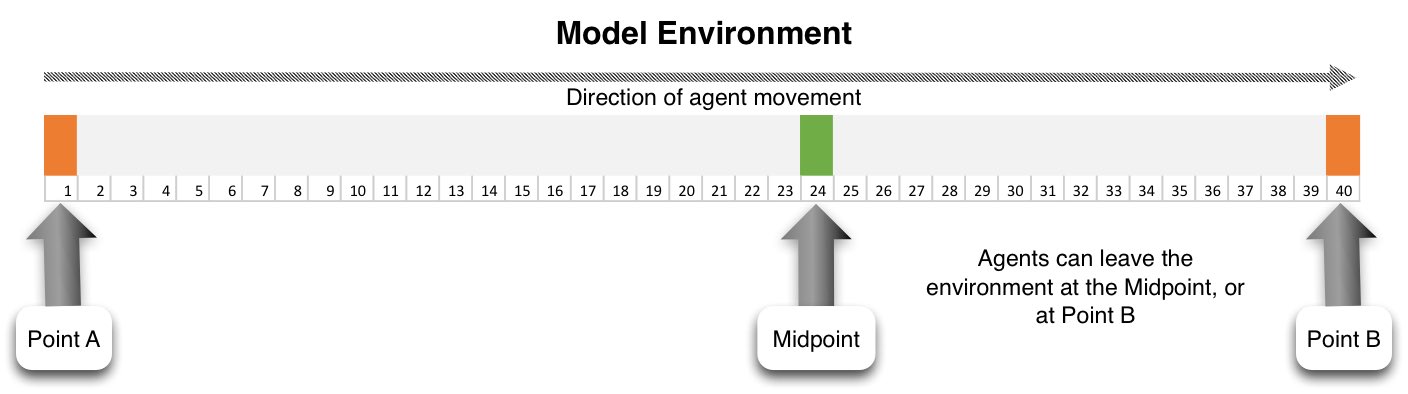 Model Environment
Direction of agent movement
1 2 3 4 5 6 7 8 9 10 11 12 13 14 15 16 17 18 19 20 21 22 23 24 25 26 27 28 29 30 31 32 33 34 35 36 37 38 39 40
Agents can leave the
environment at the Midpoint, or
at Point B
Point A
Midpoint
Point B